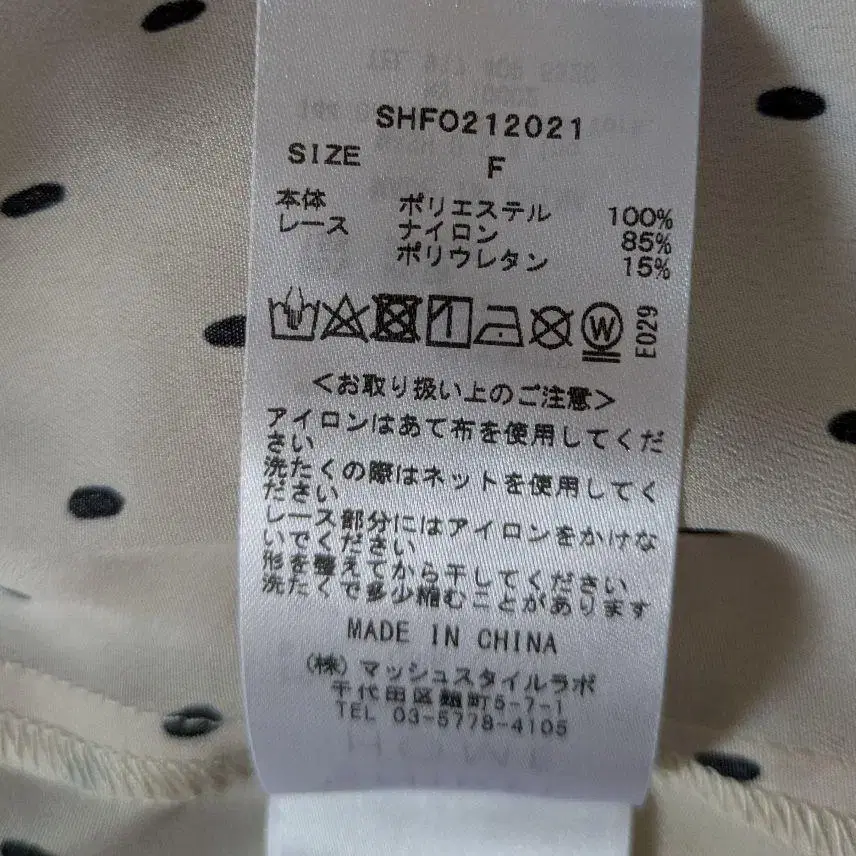 SHFO212021
SIZE F
本体 ポリエステル 100%
レース ナイロン 85%
ポリウレタン 15%
W
E029
<お取り扱い上のご注意>
アイロンはあて布を使用してくだ
さい
洗たくの際はネットを使用してく
ださい
レース部分にはアイロンをかけな
いでください
形を整えてから干してください
洗たくで多少縮むことがあります
MADE IN CHINA
(株) マッシュスタイルラボ
千代田区麹町5-7-1
TEL 03-5778-4105